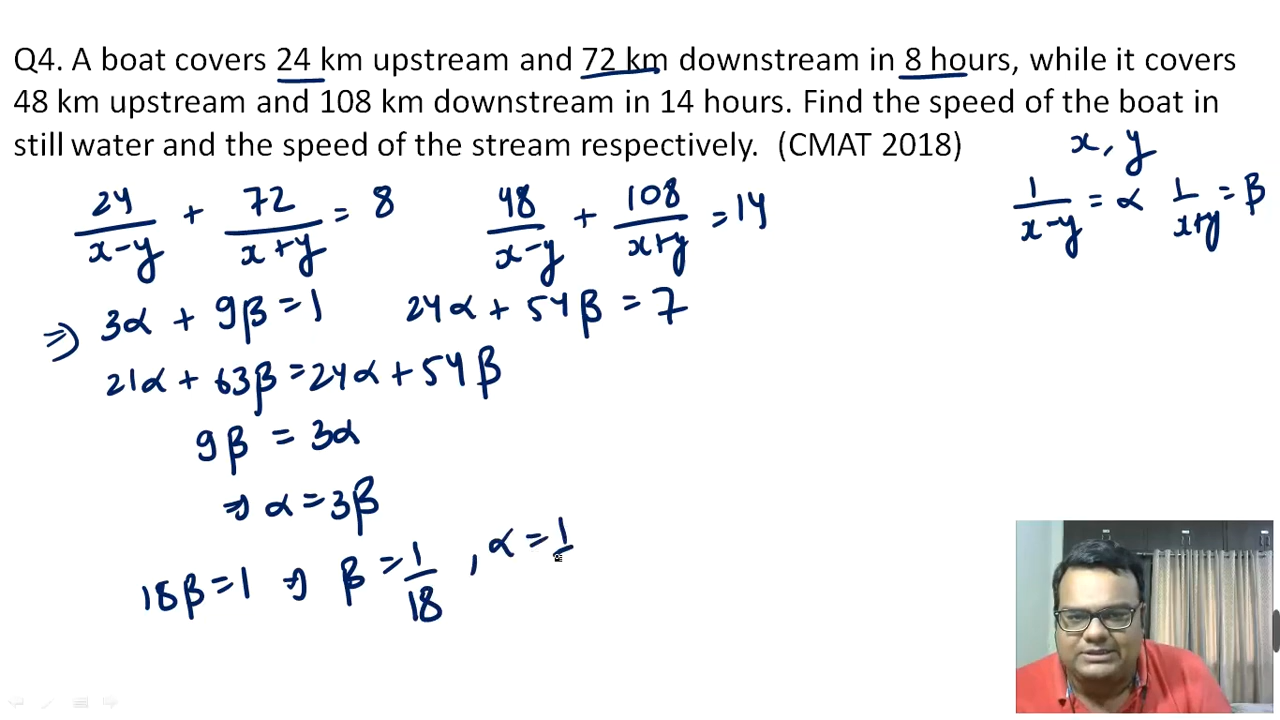 Q4. A boat covers 24 km upstream and 72 km downstream in 8 hours, while it covers
48 km upstream and 108 km downstream in 14 hours. Find the speed of the boat in
still water and the speed of the stream respectively. (CMAT 2018)
x, y
24/(x-y) + 72/(x+y) = 8
48/(x-y) + 108/(x+y) = 14
1/(x-y) = α 1/(x+y) = β
⇒ 3α + 9β = 1
24α + 54β = 7
21α + 63β = 24α + 54β
9β = 3α
⇒ α = 3β
18β = 1 ⇒ β = 1/18 , α = 1/